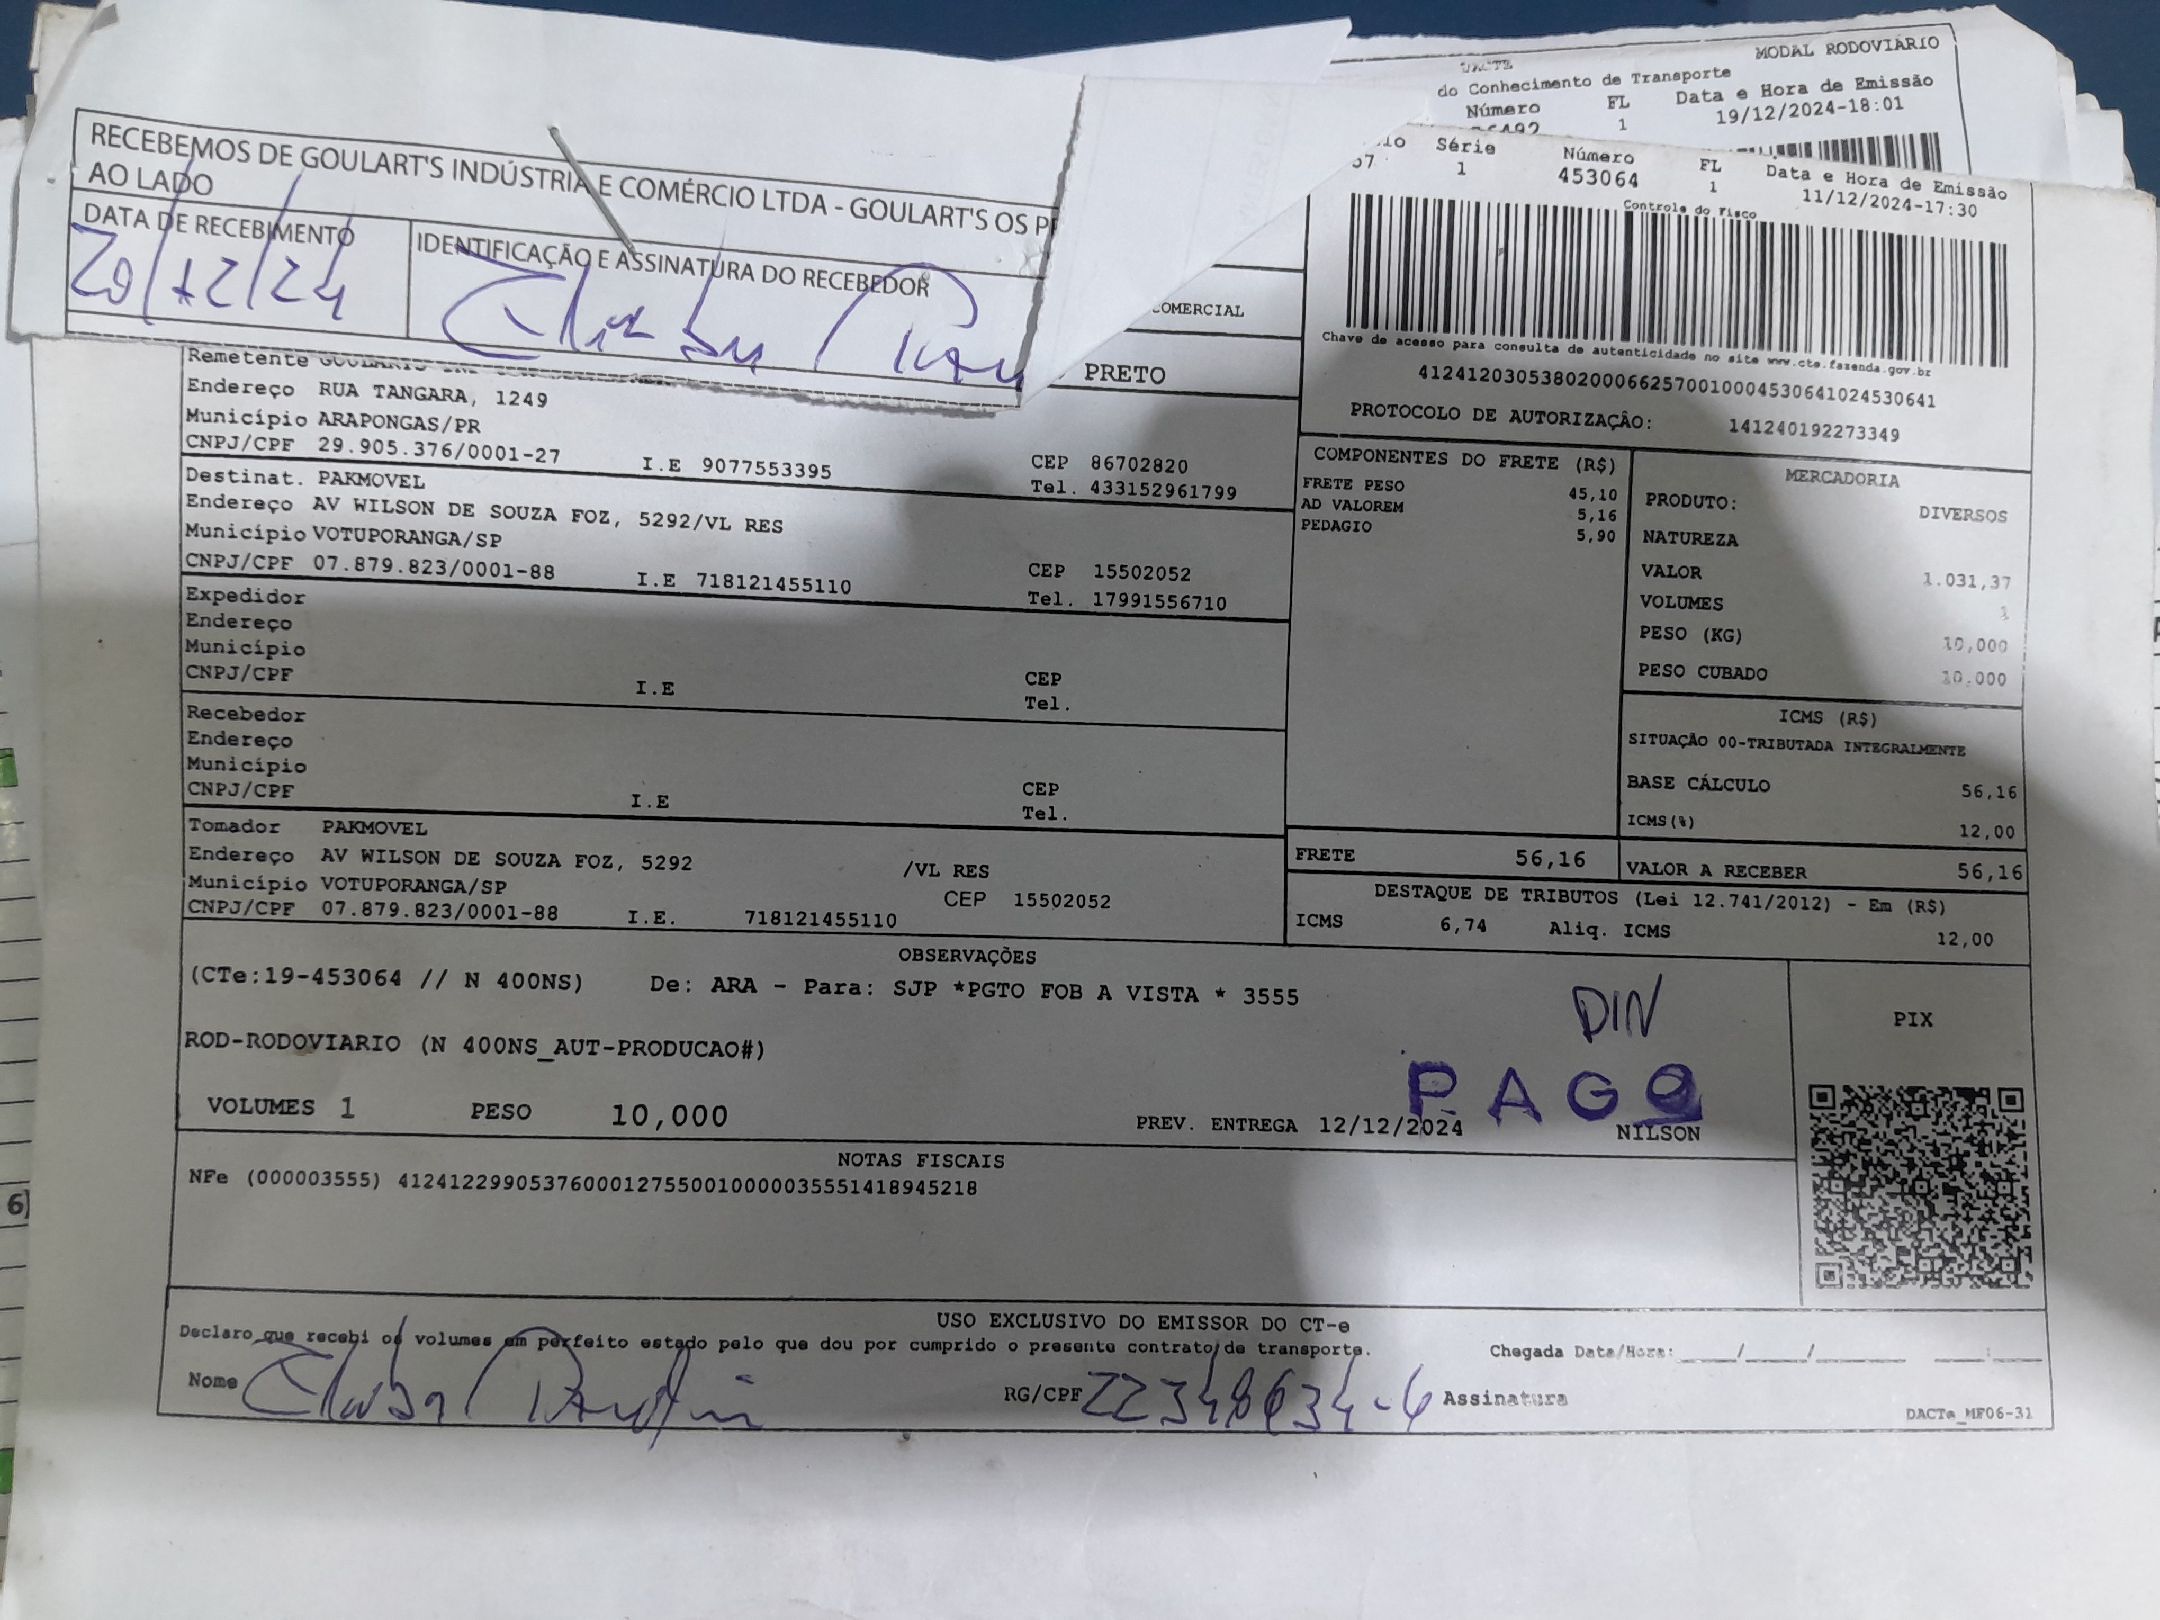 MODAL RODOVIÁRIO
DACTE
do Conhecimento de Transporte
Número FL Data e Hora de Emissão
1 19/12/2024-18:01
RECEBEMOS DE GOULART'S INDÚSTRIA E COMÉRCIO LTDA - GOULART'S OS
AO LADO
DATA DE RECEBIMENTO IDENTIFICAÇÃO E ASSINATURA DO RECEBEDOR
20/12/24
Série Número FL Data e Hora de Emissão
57 1 453064 1 11/12/2024-17:30
Controle do Fisco
COMERCIAL
PRETO
Chave de acesso para consulta de autenticidade no site www.cte.fazenda.gov.br
41241203053802000662570010004530641024530641
PROTOCOLO DE AUTORIZAÇÃO: 141240192273349
Remetente
Endereço RUA TANGARA, 1249
Município ARAPONGAS/PR
CNPJ/CPF 29.905.376/0001-27 I.E 9077553395 CEP 86702820
Tel. 433152961799
Destinat. PAKMOVEL
Endereço AV WILSON DE SOUZA FOZ, 5292/VL RES
Município VOTUPORANGA/SP
CNPJ/CPF 07.879.823/0001-88 I.E 718121455110 CEP 15502052
Tel. 17991556710
Expedidor
Endereço
Município
CNPJ/CPF I.E CEP
Tel.
Recebedor
Endereço
Município
CNPJ/CPF I.E CEP
Tel.
Tomador PAKMOVEL
Endereço AV WILSON DE SOUZA FOZ, 5292 /VL RES
Município VOTUPORANGA/SP CEP 15502052
CNPJ/CPF 07.879.823/0001-88 I.E. 718121455110
COMPONENTES DO FRETE (R$)
FRETE PESO 45,10
AD VALOREM 5,16
PEDAGIO 5,90
MERCADORIA
PRODUTO: DIVERSOS
NATUREZA
VALOR 1.031,37
VOLUMES 1
PESO (KG) 10,000
PESO CUBADO 10.000
ICMS (R$)
SITUAÇÃO 00-TRIBUTADA INTEGRALMENTE
BASE CÁLCULO 56,16
ICMS(%) 12,00
FRETE 56,16 VALOR A RECEBER 56,16
DESTAQUE DE TRIBUTOS (Lei 12.741/2012) - Em (R$)
ICMS 6,74 Aliq. ICMS 12,00
OBSERVAÇÕES
(CTe:19-453064 // N 400NS) De: ARA - Para: SJP *PGTO FOB A VISTA * 3555
ROD-RODOVIARIO (N 400NS_AUT-PRODUCAO#)
DIN
PAGO
VOLUMES 1 PESO 10,000 PREV. ENTREGA 12/12/2024 NILSON
PIX
NOTAS FISCAIS
NFe (000003555) 41241229905376000127550010000035551418945218
USO EXCLUSIVO DO EMISSOR DO CT-e
Declaro que recebi os volumes em perfeito estado pelo que dou por cumprido o presente contrato de transporte. Chegada Data/Hora: ____/____/______ ____:____
Nome RG/CPF 22348634-6 Assinatura
DACTe_MF06-31
6)